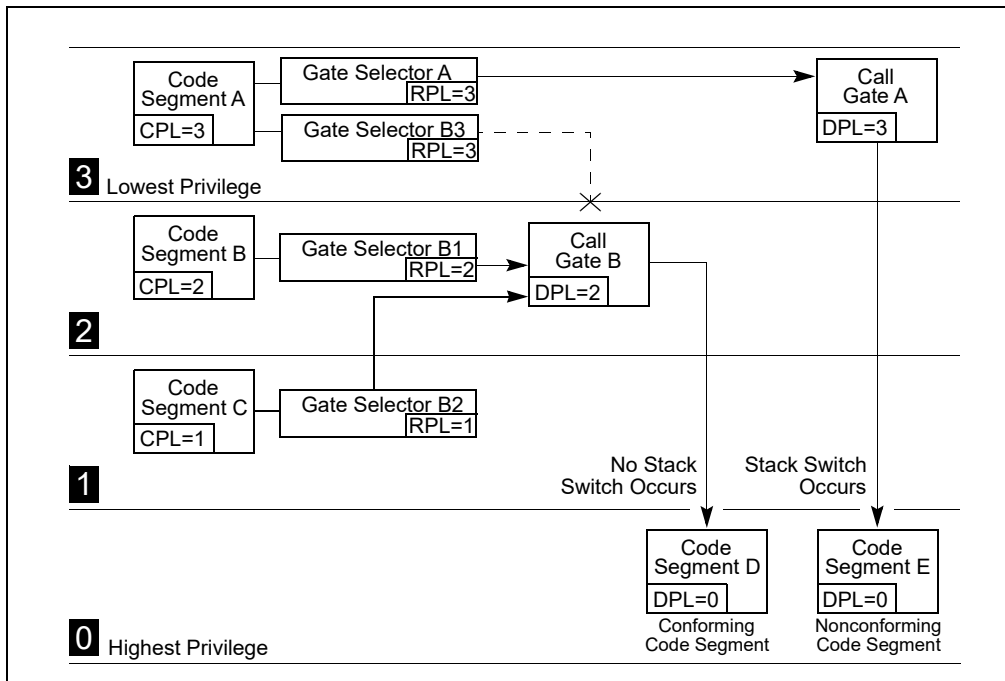 Code
Segment A
CPL=3
Gate Selector A
RPL=3
Gate Selector B3
RPL=3
Call
Gate A
DPL=3
3 Lowest Privilege
Code
Segment B
CPL=2
Gate Selector B1
RPL=2
Call
Gate B
DPL=2
2
Code
Segment C
CPL=1
Gate Selector B2
RPL=1
1
No Stack
Switch Occurs
Stack Switch
Occurs
Code
Segment D
DPL=0
Conforming
Code Segment
Code
Segment E
DPL=0
Nonconforming
Code Segment
0 Highest Privilege